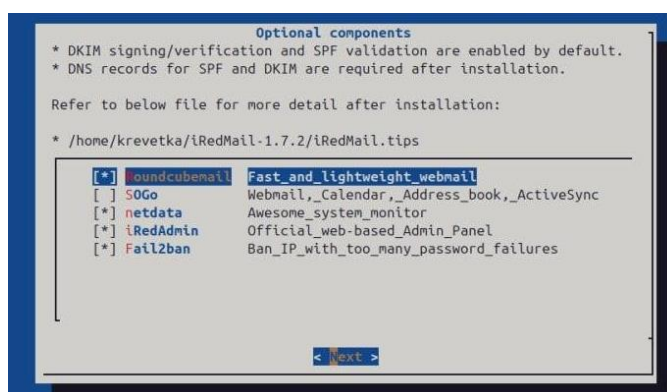 Optional components
* DKIM signing/verification and SPF validation are enabled by default.
* DNS records for SPF and DKIM are required after installation.
Refer to below file for more detail after installation:
* /home/krevetka/iRedMail-1.7.2/iRedMail.tips
[*] Roundcubemail Fast_and_lightweight_webmail
[ ] SOGo Webmail,_Calendar,_Address_book,_ActiveSync
[*] netdata Awesome_system_monitor
[*] iRedAdmin Official_web-based_Admin_Panel
[*] Fail2ban Ban_IP_with_too_many_password_failures
< Next >